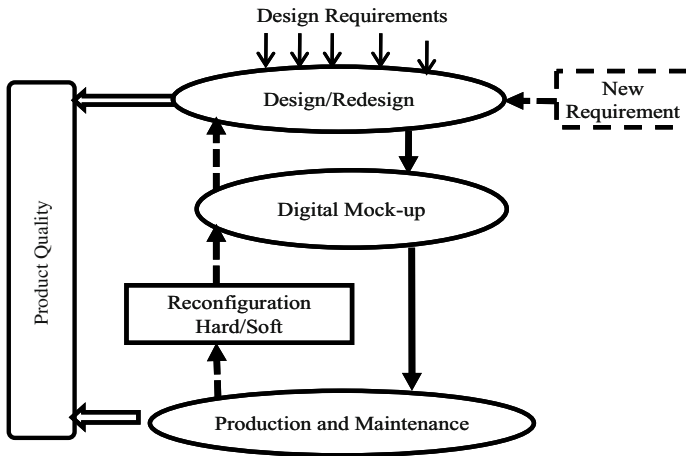 Design Requirements
Design/Redesign
New
Requirement
Digital Mock-up
Product Quality
Reconfiguration
Hard/Soft
Production and Maintenance